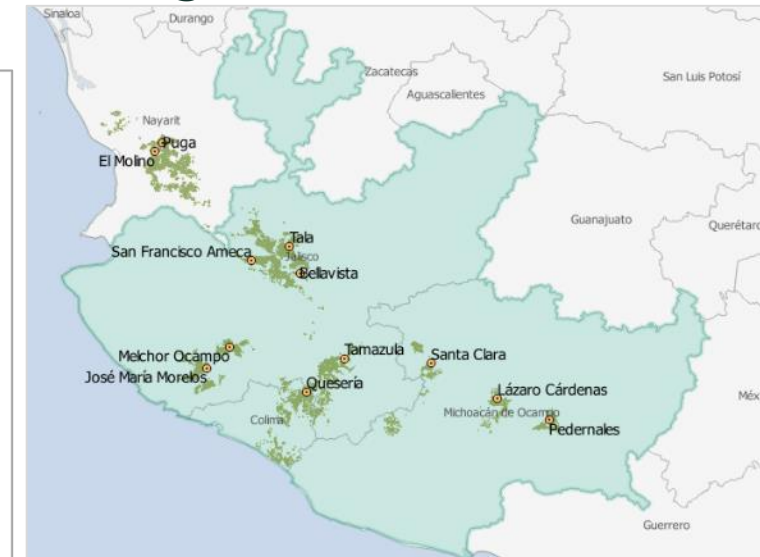 Sinaloa
Durango
Zacatecas
San Luis Potosí
Aguascalientes
Nayarit
Puga
El Molino
Guanajuato
Querétaro
Tala
San Francisco Ameca
Jalisco
Bellavista
Melchor Ocampo
Tamazula
Santa Clara
José María Morelos
Quesería
Lázaro Cárdenas
Colima
Michoacán de Ocampo
Pedernales
Méx
Guerrero